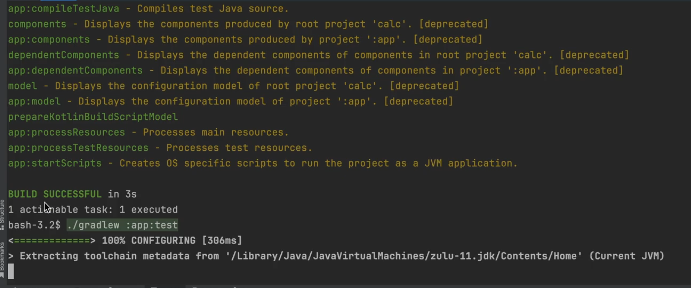 app:compileTestJava - Compiles test Java source.
components - Displays the components produced by root project 'calc'. [deprecated]
app:components - Displays the components produced by project ':app'. [deprecated]
dependentComponents - Displays the dependent components of components in root project 'calc'. [deprecated]
app:dependentComponents - Displays the dependent components of components in project ':app'. [deprecated]
model - Displays the configuration model of root project 'calc'. [deprecated]
app:model - Displays the configuration model of project ':app'. [deprecated]
prepareKotlinBuildScriptModel
app:processResources - Processes main resources.
app:processTestResources - Processes test resources.
app:startScripts - Creates OS specific scripts to run the project as a JVM application.
BUILD SUCCESSFUL in 3s
1 actionable task: 1 executed
bash-3.2$ ./gradlew :app:test
<=============> 100% CONFIGURING [306ms]
> Extracting toolchain metadata from '/Library/Java/JavaVirtualMachines/zulu-11.jdk/Contents/Home' (Current JVM)
Structure
Bookmarks